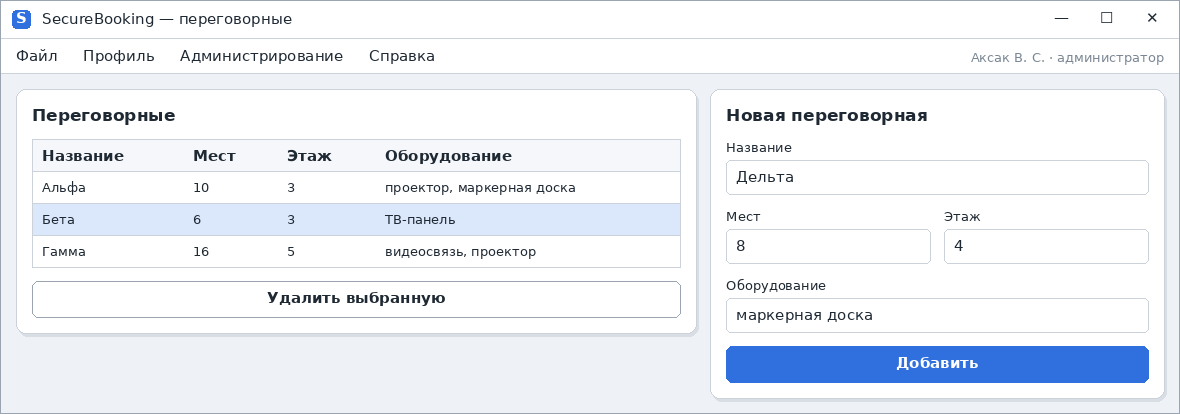 S SecureBooking — переговорные
Файл Профиль Администрирование Справка Аксак В. С. · администратор
Переговорные
Название Мест Этаж Оборудование
Альфа 10 3 проектор, маркерная доска
Бета 6 3 ТВ-панель
Гамма 16 5 видеосвязь, проектор
Удалить выбранную
Новая переговорная
Название
Дельта
Мест Этаж
8 4
Оборудование
маркерная доска
Добавить